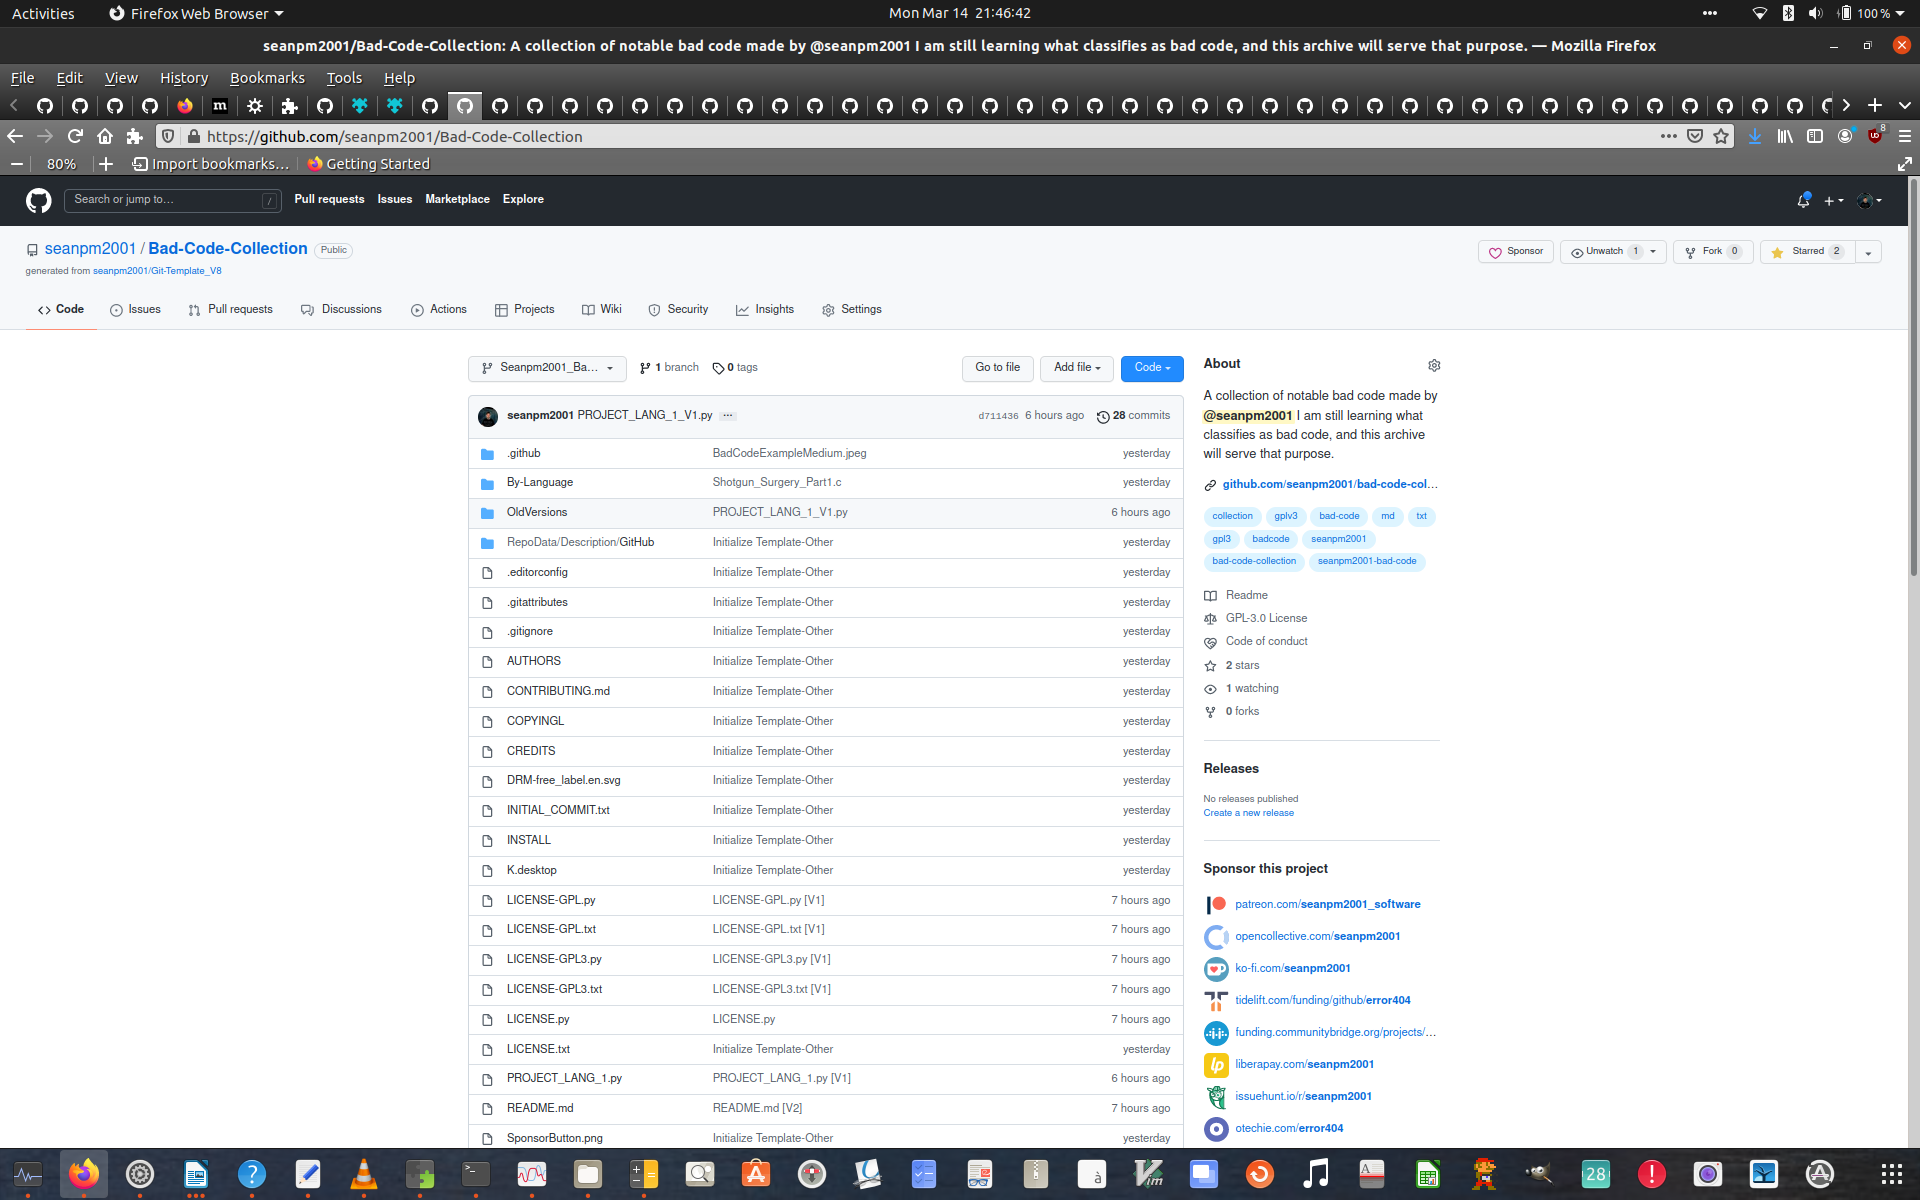 Activities Firefox Web Browser Mon Mar 14 21:46:42 100 %
seanpm2001/Bad-Code-Collection: A collection of notable bad code made by @seanpm2001 I am still learning what classifies as bad code, and this archive will serve that purpose. — Mozilla Firefox
File Edit View History Bookmarks Tools Help
https://github.com/seanpm2001/Bad-Code-Collection 8
80% Import bookmarks... Getting Started
Search or jump to... / Pull requests Issues Marketplace Explore
seanpm2001 / Bad-Code-Collection Public Sponsor Unwatch 1 Fork 0 Starred 2
generated from seanpm2001/Git-Template_V8
Code Issues Pull requests Discussions Actions Projects Wiki Security Insights Settings
Seanpm2001_Ba... 1 branch 0 tags Go to file Add file Code
seanpm2001 PROJECT_LANG_1_V1.py ... d711436 6 hours ago 28 commits
.github BadCodeExampleMedium.jpeg yesterday
By-Language Shotgun_Surgery_Part1.c yesterday
OldVersions PROJECT_LANG_1_V1.py 6 hours ago
RepoData/Description/GitHub Initialize Template-Other yesterday
.editorconfig Initialize Template-Other yesterday
.gitattributes Initialize Template-Other yesterday
.gitignore Initialize Template-Other yesterday
AUTHORS Initialize Template-Other yesterday
CONTRIBUTING.md Initialize Template-Other yesterday
COPYINGL Initialize Template-Other yesterday
CREDITS Initialize Template-Other yesterday
DRM-free_label.en.svg Initialize Template-Other yesterday
INITIAL_COMMIT.txt Initialize Template-Other yesterday
INSTALL Initialize Template-Other yesterday
K.desktop Initialize Template-Other yesterday
LICENSE-GPL.py LICENSE-GPL.py [V1] 7 hours ago
LICENSE-GPL.txt LICENSE-GPL.txt [V1] 7 hours ago
LICENSE-GPL3.py LICENSE-GPL3.py [V1] 7 hours ago
LICENSE-GPL3.txt LICENSE-GPL3.txt [V1] 7 hours ago
LICENSE.py LICENSE.py 7 hours ago
LICENSE.txt Initialize Template-Other yesterday
PROJECT_LANG_1.py PROJECT_LANG_1.py [V1] 6 hours ago
README.md README.md [V2] 7 hours ago
SponsorButton.png Initialize Template-Other yesterday
About
A collection of notable bad code made by
@seanpm2001 I am still learning what
classifies as bad code, and this archive
will serve that purpose.
github.com/seanpm2001/bad-code-col...
collection gplv3 bad-code md txt
gpl3 badcode seanpm2001
bad-code-collection seanpm2001-bad-code
Readme
GPL-3.0 License
Code of conduct
2 stars
1 watching
0 forks
Releases
No releases published
Create a new release
Sponsor this project
patreon.com/seanpm2001_software
opencollective.com/seanpm2001
ko-fi.com/seanpm2001
tidelift.com/funding/github/error404
funding.communitybridge.org/projects/...
liberapay.com/seanpm2001
issuehunt.io/r/seanpm2001
otechie.com/error404
28